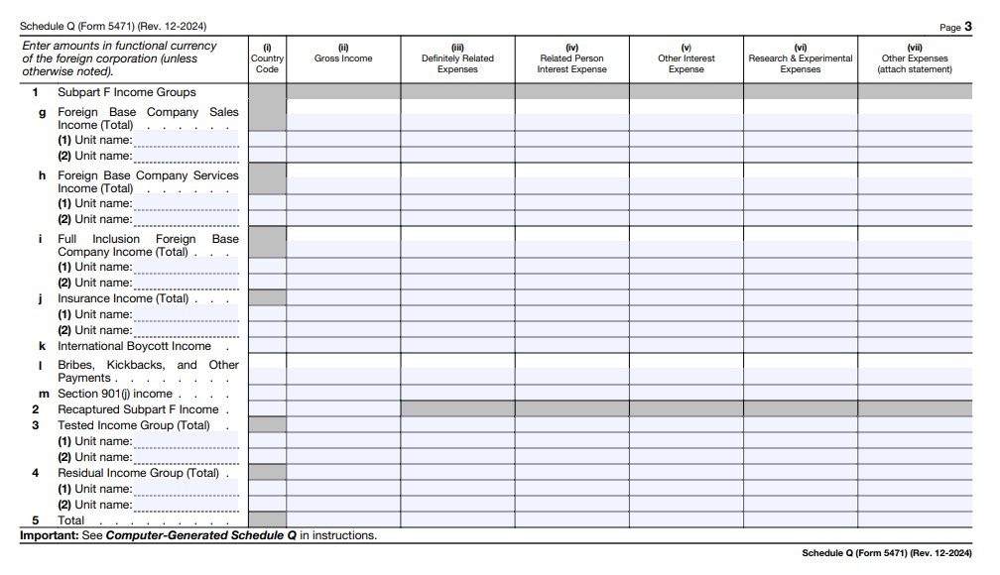 Schedule Q (Form 5471) (Rev. 12-2024) Page 3
Enter amounts in functional currency
of the foreign corporation (unless
otherwise noted).
(i)
Country
Code
(ii)
Gross Income
(iii)
Definitely Related
Expenses
(iv)
Related Person
Interest Expense
(v)
Other Interest
Expense
(vi)
Research & Experimental
Expenses
(vii)
Other Expenses
(attach statement)
1 Subpart F Income Groups
g Foreign Base Company Sales
Income (Total) . . . . . .
(1) Unit name:
(2) Unit name:
h Foreign Base Company Services
Income (Total) . . . . . .
(1) Unit name:
(2) Unit name:
i Full Inclusion Foreign Base
Company Income (Total) . . .
(1) Unit name:
(2) Unit name:
j Insurance Income (Total) . . .
(1) Unit name:
(2) Unit name:
k International Boycott Income .
l Bribes, Kickbacks, and Other
Payments . . . . . . . .
m Section 901(j) income . . . .
2 Recaptured Subpart F Income .
3 Tested Income Group (Total) .
(1) Unit name:
(2) Unit name:
4 Residual Income Group (Total) .
(1) Unit name:
(2) Unit name:
5 Total . . . . . . . . .
Important: See Computer-Generated Schedule Q in instructions.
Schedule Q (Form 5471) (Rev. 12-2024)